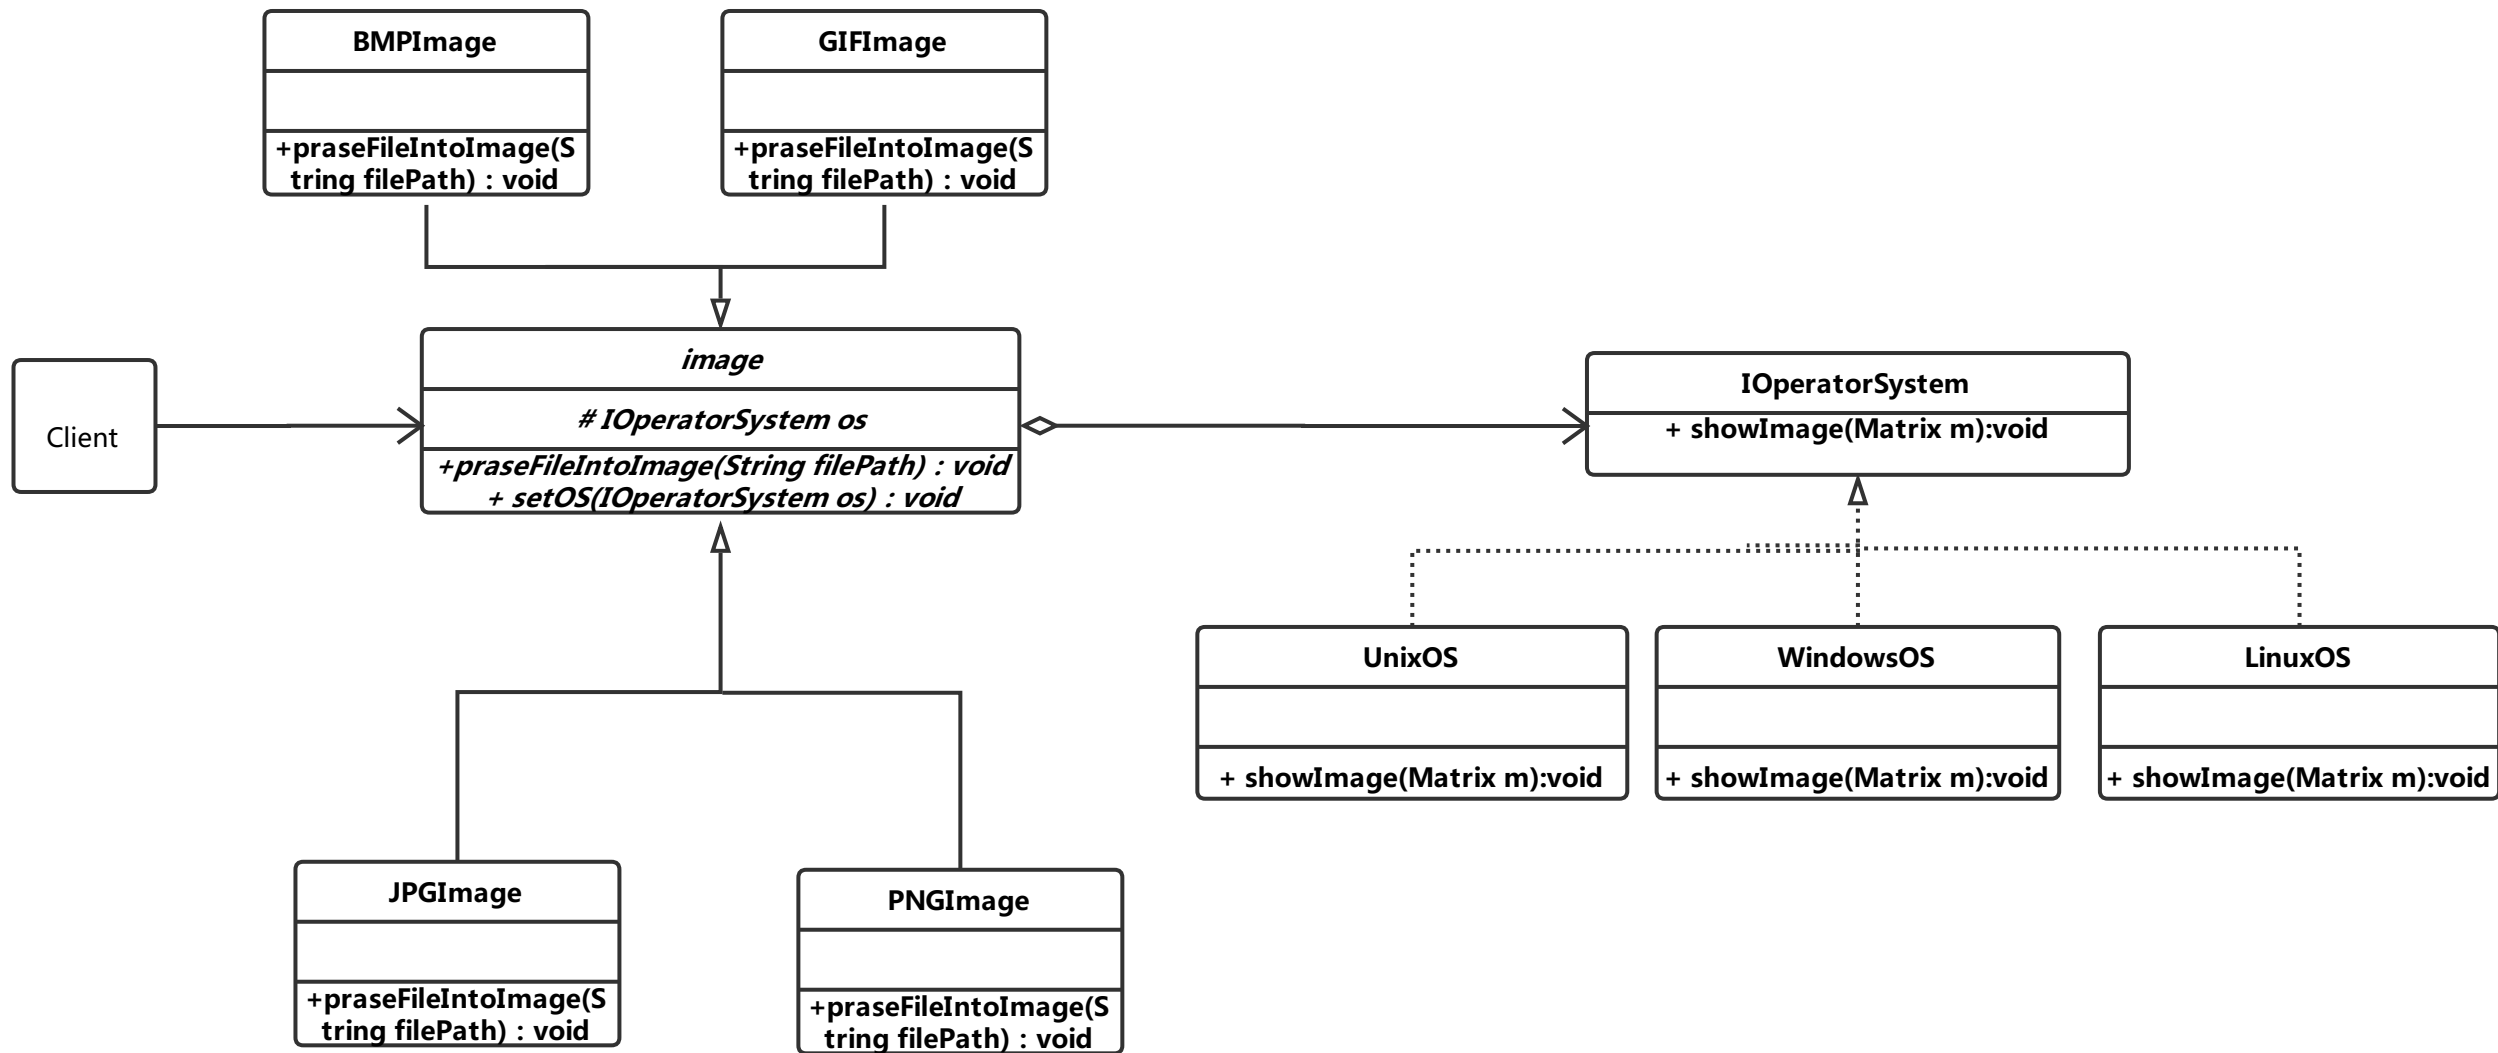 BMPImage
+praseFileIntoImage(S
tring filePath) : void
GIFImage
+praseFileIntoImage(S
tring filePath) : void
Client
image
# IOperatorSystem os
+praseFileIntoImage(String filePath) : void
+ setOS(IOperatorSystem os) : void
IOperatorSystem
+ showImage(Matrix m):void
UnixOS
+ showImage(Matrix m):void
WindowsOS
+ showImage(Matrix m):void
LinuxOS
+ showImage(Matrix m):void
JPGImage
+praseFileIntoImage(S
tring filePath) : void
PNGImage
+praseFileIntoImage(S
tring filePath) : void